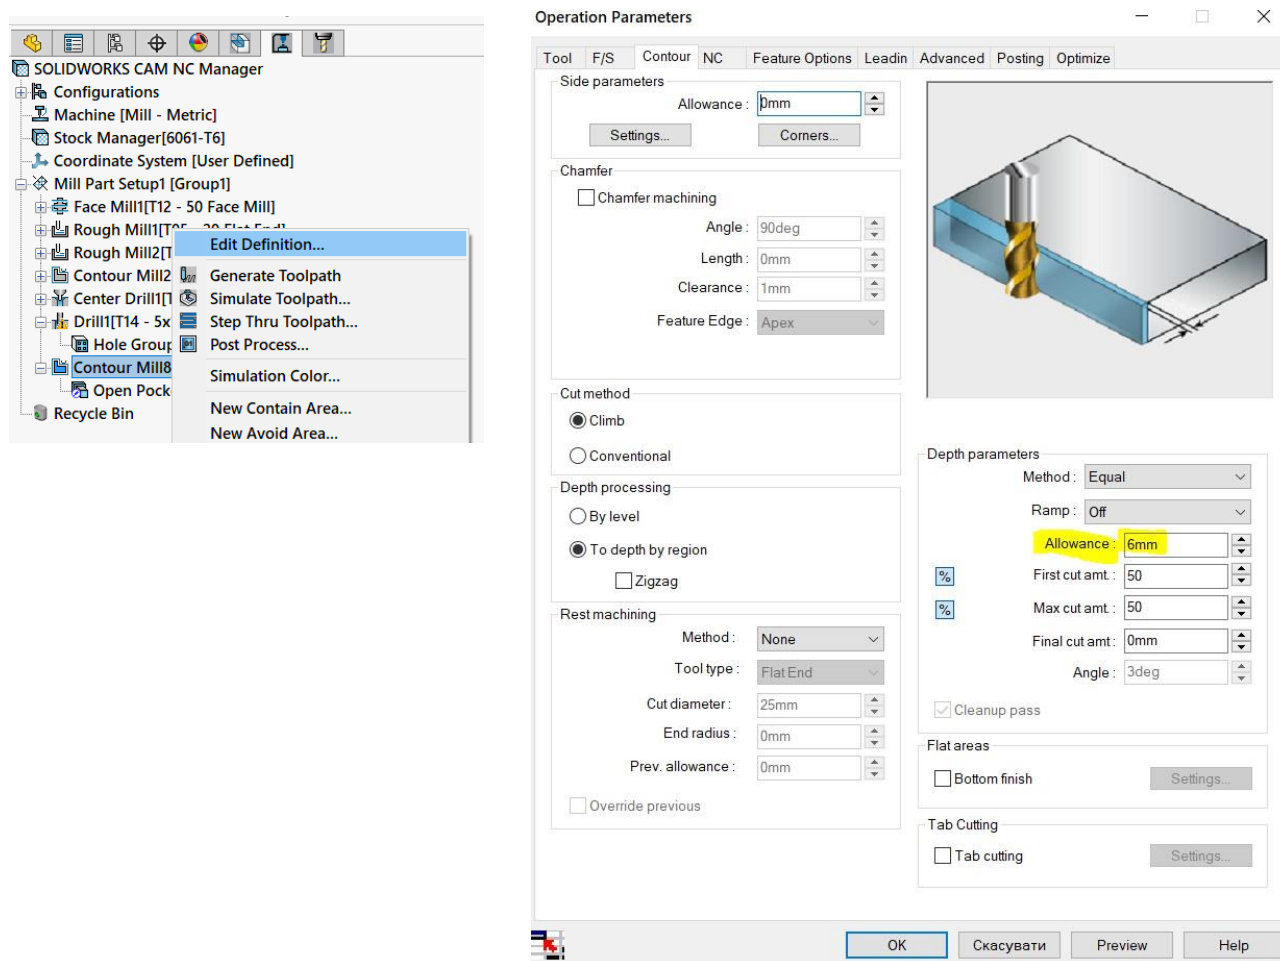 SOLIDWORKS CAM NC Manager
Configurations
Machine [Mill - Metric]
Stock Manager[6061-T6]
Coordinate System [User Defined]
Mill Part Setup1 [Group1]
Face Mill1[T12 - 50 Face Mill]
Rough Mill1[T05 - 20 Flat End]
Rough Mill2[T
Contour Mill2
Center Drill1[T
Drill1[T14 - 5x
Hole Group
Contour Mill8
Open Pock
Recycle Bin
Edit Definition...
Generate Toolpath
Simulate Toolpath...
Step Thru Toolpath...
Post Process...
Simulation Color...
New Contain Area...
New Avoid Area...
Operation Parameters
Tool F/S Contour NC Feature Options Leadin Advanced Posting Optimize
Side parameters
Allowance : 0mm
Settings... Corners...
Chamfer
Chamfer machining
Angle : 90deg
Length : 0mm
Clearance : 1mm
Feature Edge : Apex
Cut method
Climb
Conventional
Depth processing
By level
To depth by region
Zigzag
Rest machining
Method : None
Tool type : Flat End
Cut diameter : 25mm
End radius : 0mm
Prev. allowance : 0mm
Override previous
Depth parameters
Method : Equal
Ramp : Off
Allowance : 6mm
% First cut amt. : 50
% Max cut amt. : 50
Final cut amt : 0mm
Angle : 3deg
Cleanup pass
Flat areas
Bottom finish Settings...
Tab Cutting
Tab cutting Settings...
OK Скасувати Preview Help